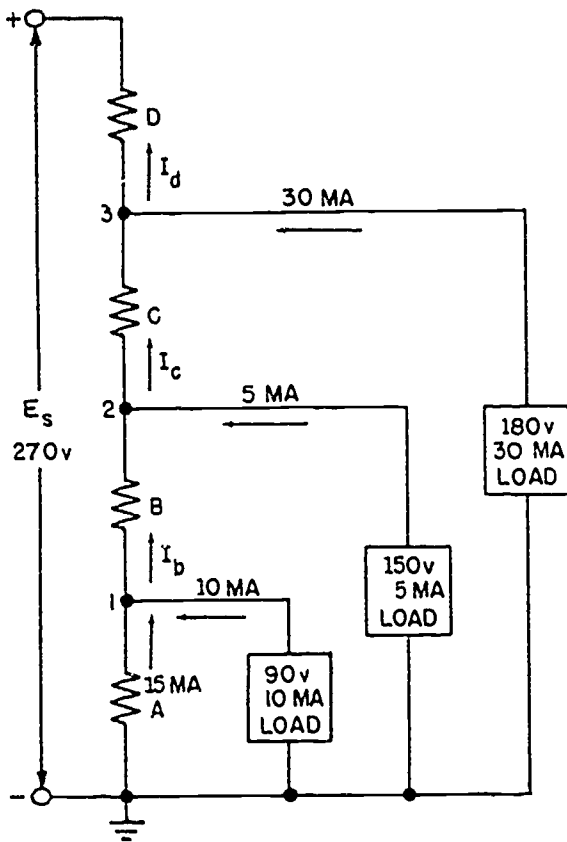 +
D
I_d
3
30 MA
C
I_c
E_s
270v
2
5 MA
180v
30 MA
LOAD
B
I_b
1
10 MA
150v
5 MA
LOAD
15 MA
A
90v
10 MA
LOAD
-